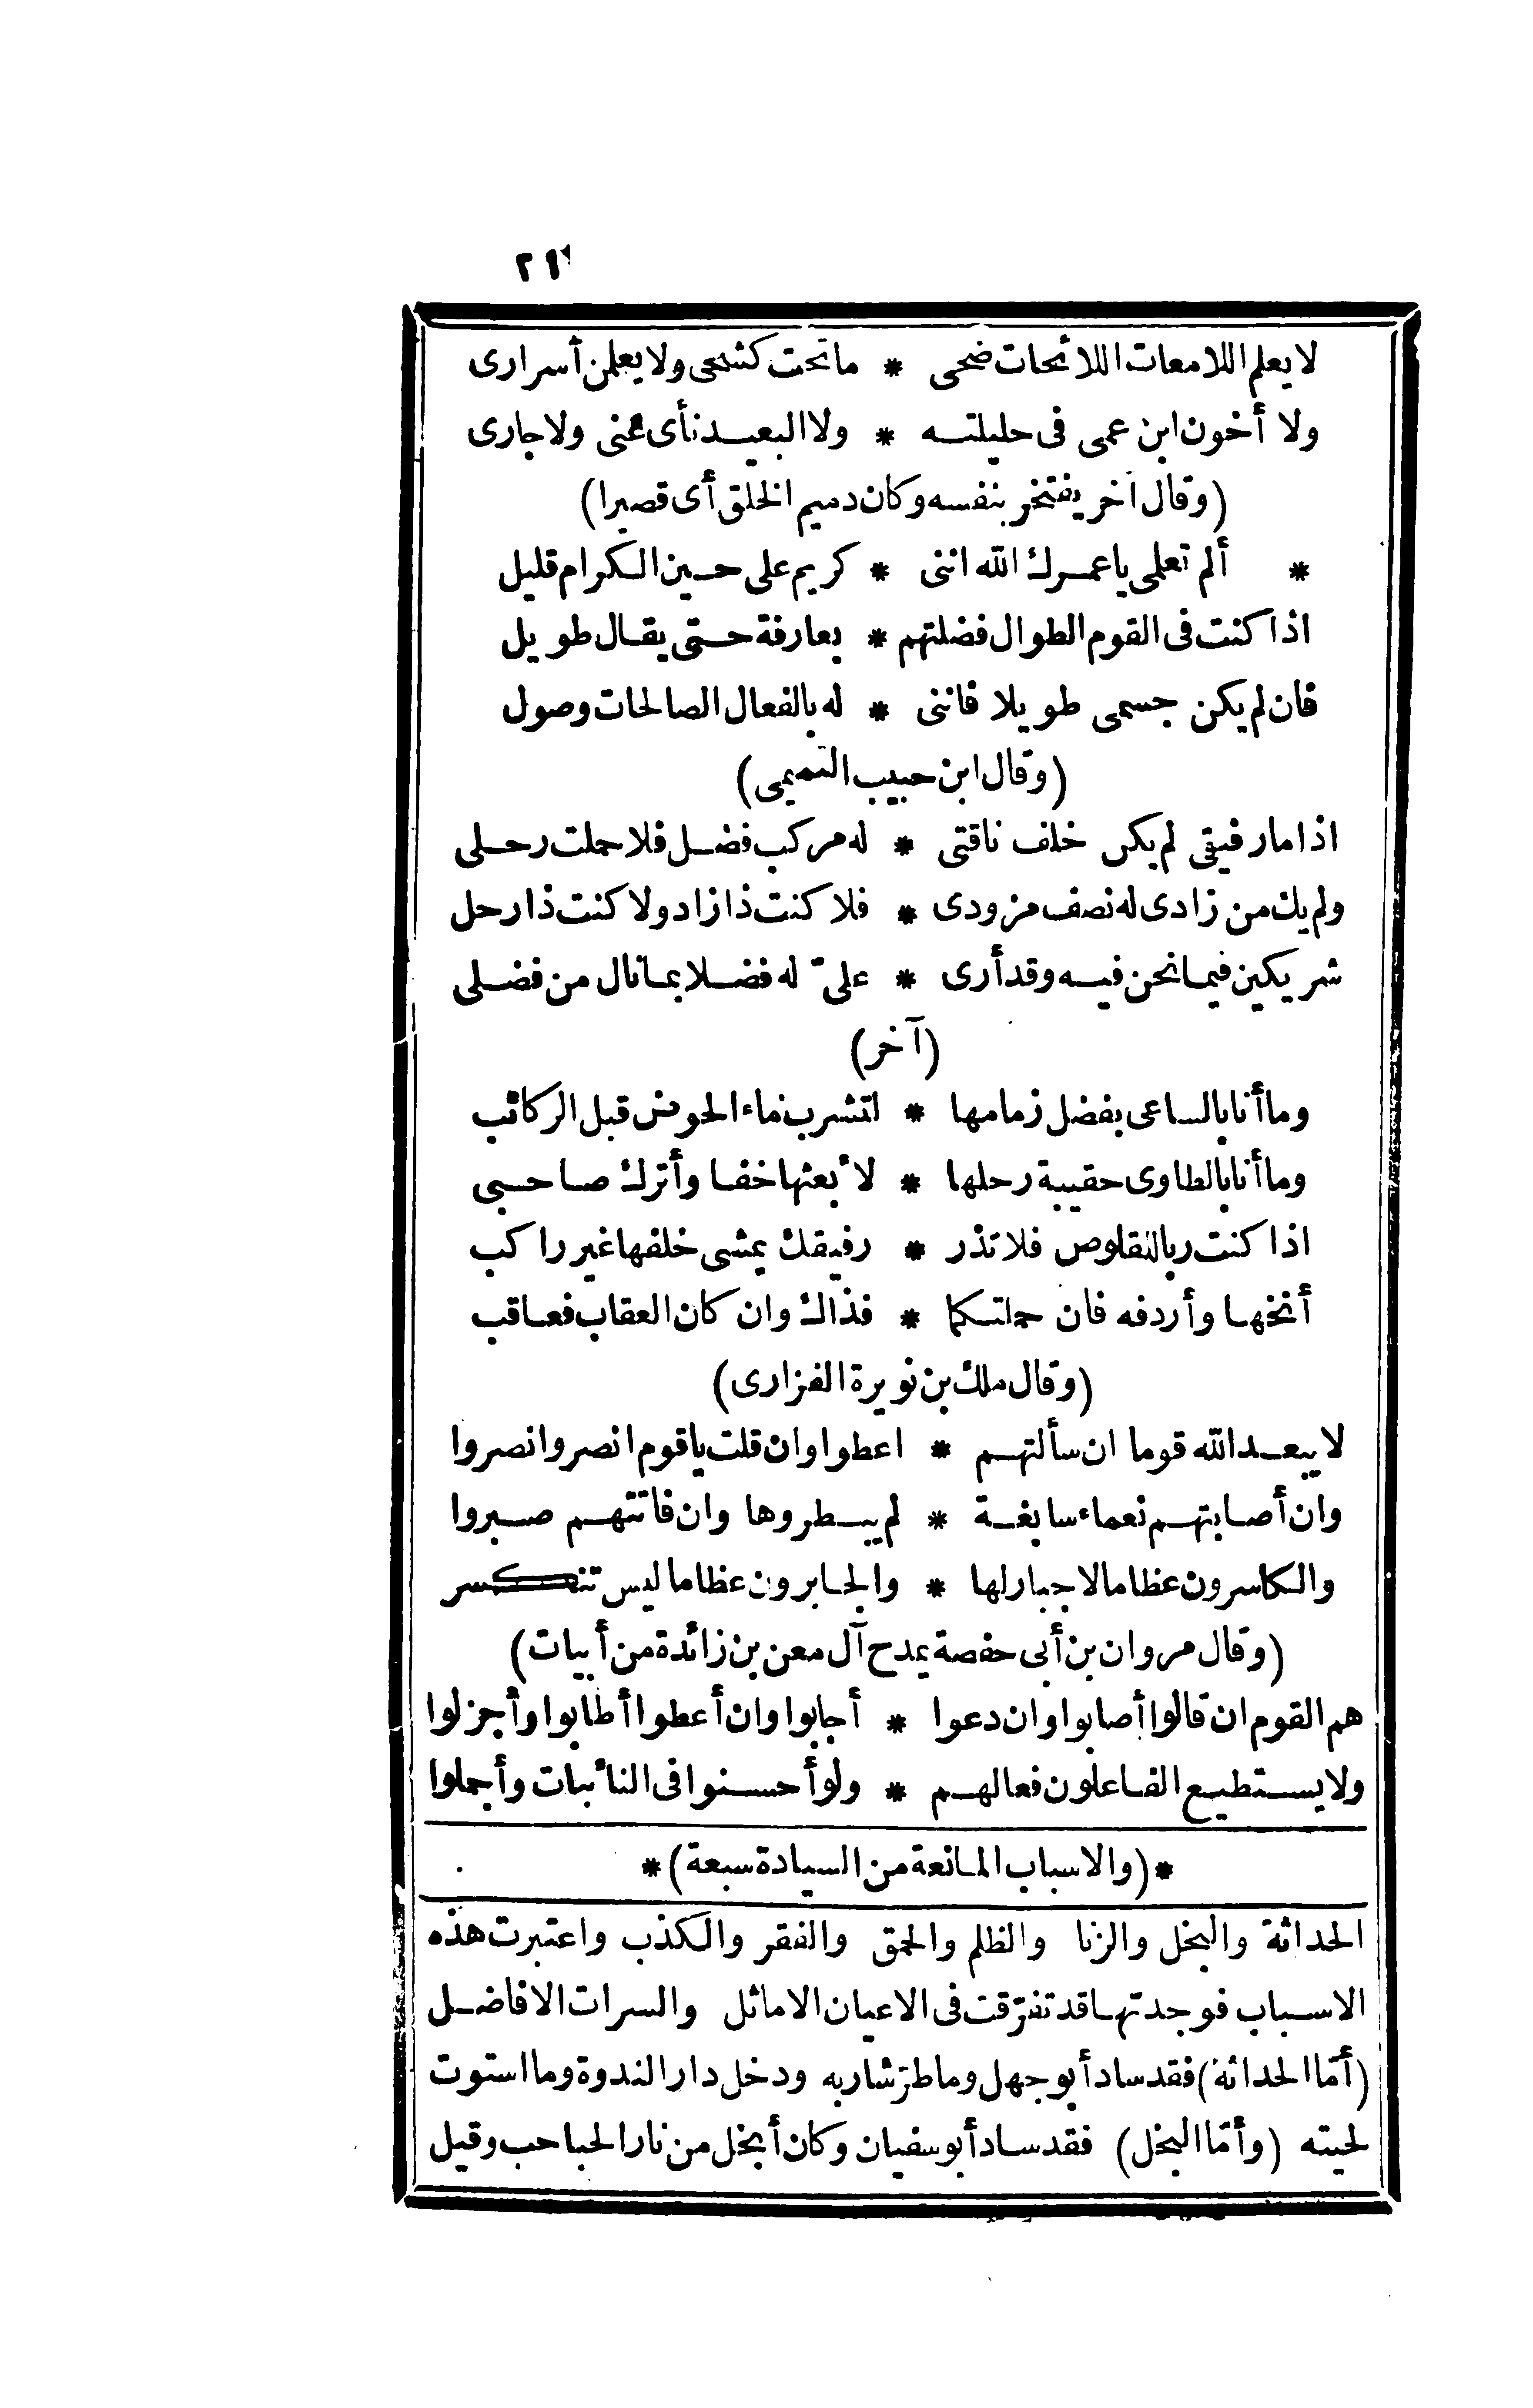 ٢١
لا يعلم اللامعات اللائحات ضحى * ما تحت كشحى ولا يعلمن أسرارى
ولا أخون ابن عمى فى حليلته * ولا البعيد نأى عنى ولا جارى
(وقال آخر يفتخر بنفسه وكان دميم الخلق أى قصيرا)
* ألم تعلمى يا عمرك الله اننى * كريم على حين الكرام قليل
اذا كنت فى القوم الطوال فضلتهم * بعارفة حتى يقال طويل
فان لم يكن جسمى طويلا فاننى * له بالفعال الصالحات وصول
(وقال ابن حبيب التميمى)
اذا ما رفيقى لم يكن خلف ناقتى * له مركب فضل فلا حملت رحلى
ولم يك من زادى له نصف مزودى * فلا كنت ذا زاد ولا كنت ذا رحل
شريكين فيما نحن فيه وقد أرى * علىّ له فضلا بما نال من فضلى
(آخر)
وما أنا بالساعى بفضل زمامها * لتشرب ماء الحوض قبل الركائب
وما أنا بالطاوى حقيبة رحلها * لأبعثها خفا وأترك صاحبى
اذا كنت ربا للقلوص فلا تذر * رفيقك يمشى خلفها غير راكب
أنخها وأردفه فان حملتكما * فذاك وان كان العقاب فعاقب
(وقال ملك بن نويرة الفزارى)
لا يبعد الله قوما ان سألتهم * اعطوا وان قلت يا قوم انصروا نصروا
وان أصابتهم نعماء سابغة * لم يبطروها وان فاتتهم صبروا
والكاسرون عظاما لا جبار لها * والجابرون عظاما ليس تنكسر
(وقال مروان بن أبى حفصة يمدح آل معن بن زائدة من أبيات)
هم القوم ان قالوا أصابوا وان دعوا * أجابوا وان أعطوا أطابوا وأجزلوا
ولا يستطيع الفاعلون فعالهم * ولو أحسنوا فى النائبات وأجملوا
*(والاسباب المانعة من السيادة سبعة)*
الحداثة والبخل والزنا والظلم والحمق والفقر والكذب واعتبرت هذه
الاسباب فوجدتها قد تفرّقت فى الاعيان الاماثل والسرات الافاضل
(أمّا الحداثة) فقد ساد أبو جهل وما طرّ شاربه ودخل دار الندوة وما استوت
لحيته (وأمّا البخل) فقد ساد أبو سفيان وكان أبخل من نار الحباحب وقيل